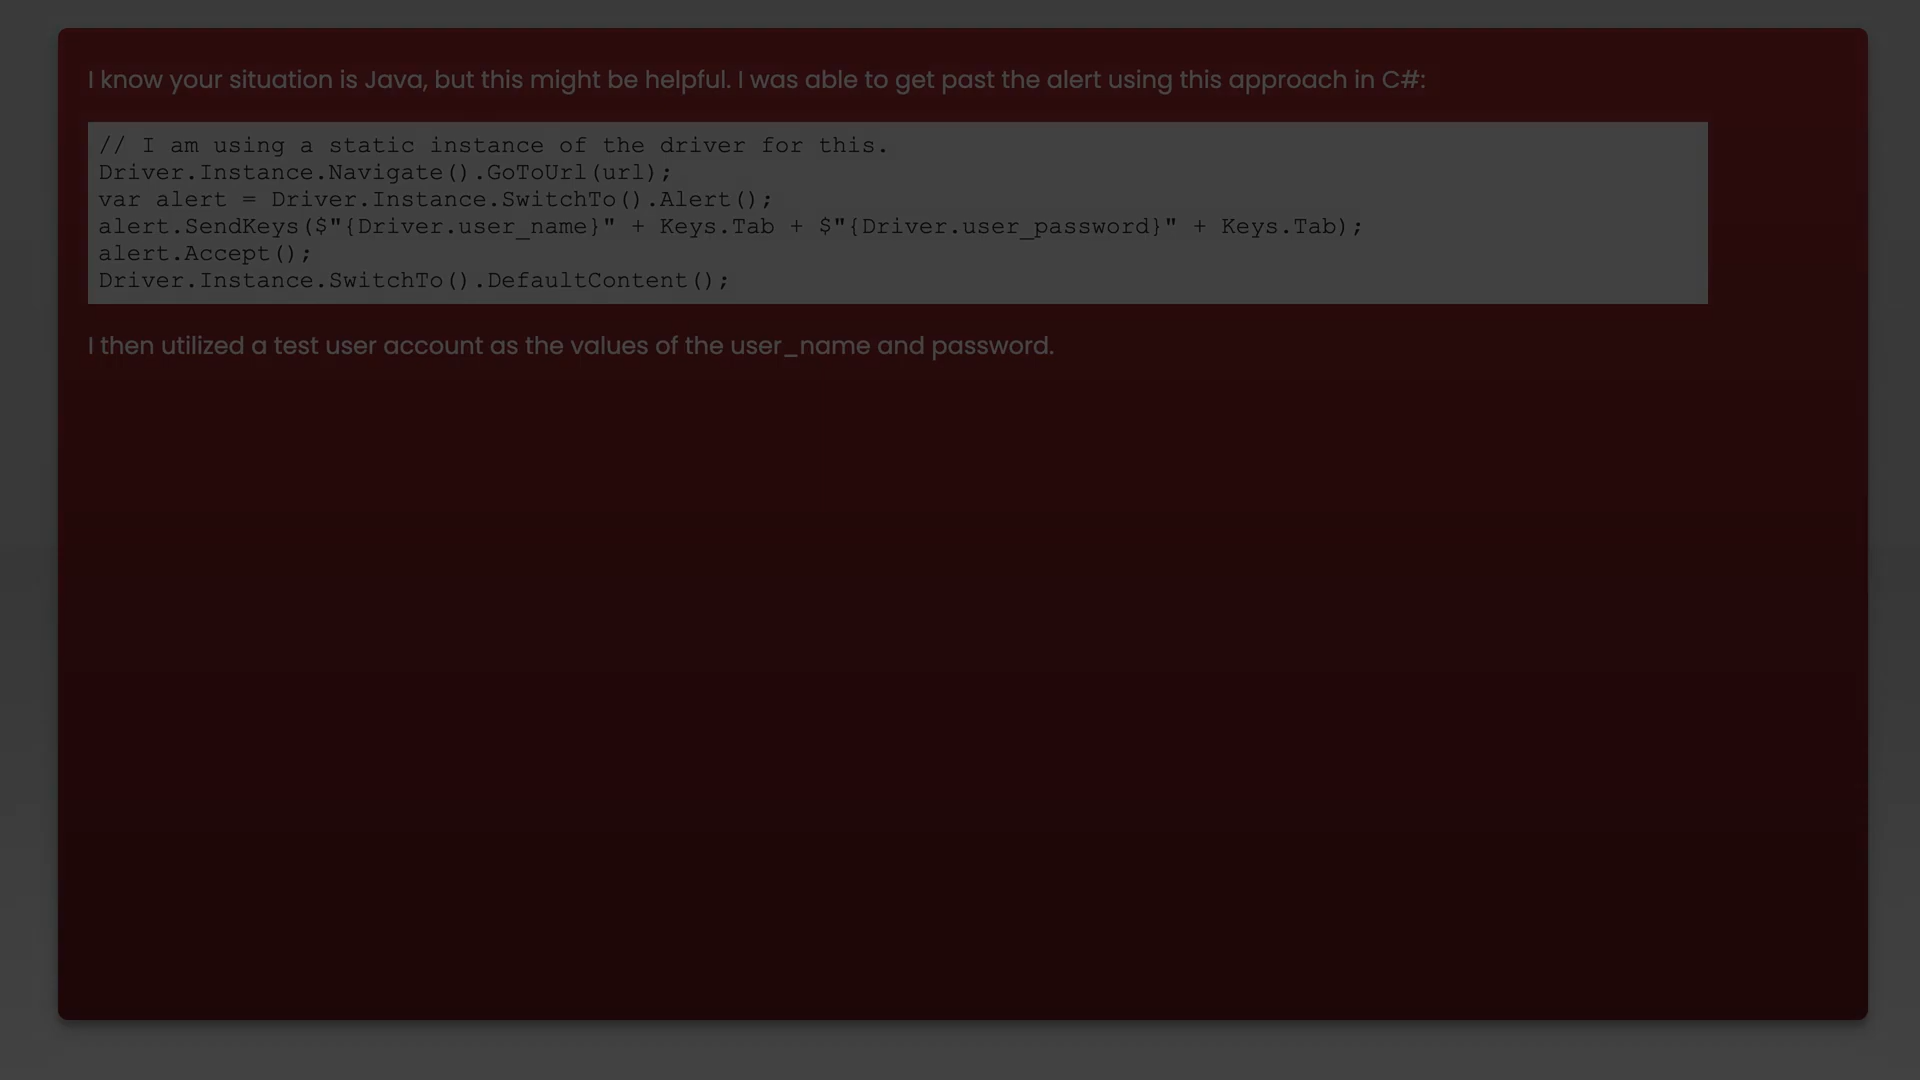 I know your situation is Java, but this might be helpful. I was able to get past the alert using this approach in C#:
// I am using a static instance of the driver for this.
Driver.Instance.Navigate().GoToUrl(url);
var alert = Driver.Instance.SwitchTo().Alert();
alert.SendKeys($"{Driver.user_name}" + Keys.Tab + $"{Driver.user_password}" + Keys.Tab);
alert.Accept();
Driver.Instance.SwitchTo().DefaultContent();
I then utilized a test user account as the values of the user_name and password.